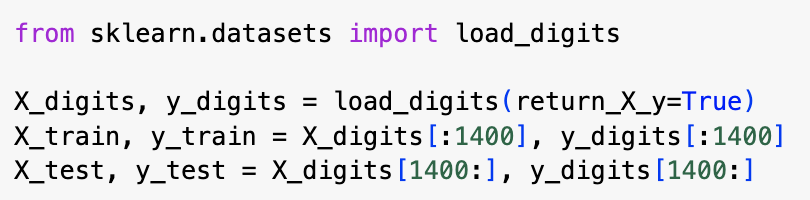 from sklearn.datasets import load_digits
X_digits, y_digits = load_digits(return_X_y=True)
X_train, y_train = X_digits[:1400], y_digits[:1400]
X_test, y_test = X_digits[1400:], y_digits[1400:]